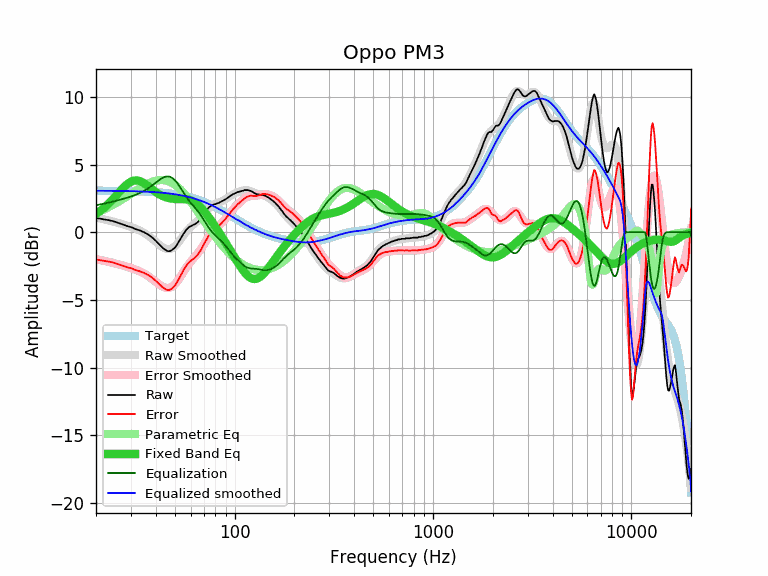 Oppo PM3
10
5
0
−5
−10
−15
−20
Amplitude (dBr)
Target
Raw Smoothed
Error Smoothed
Raw
Error
Parametric Eq
Fixed Band Eq
Equalization
Equalized smoothed
100 1000 10000
Frequency (Hz)